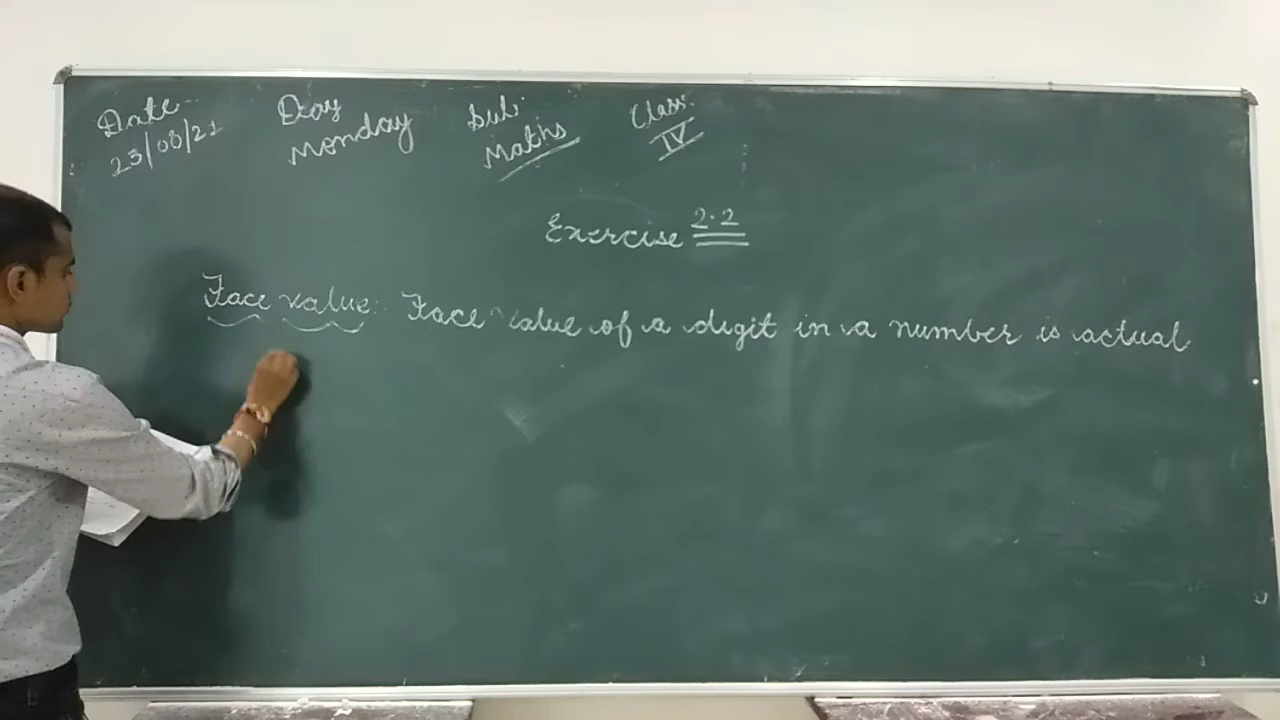 Date Day Sub: Class:
23/08/21 Monday Maths IV
Exercise 2.2
Face value: Face value of a digit in a number is actual